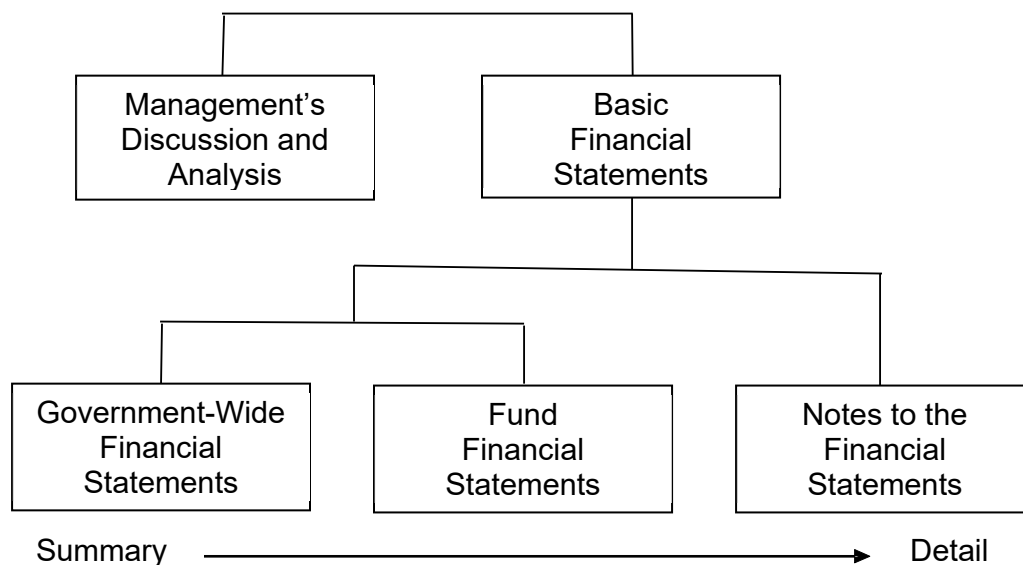 Management’s
Discussion and
Analysis
Basic
Financial
Statements
Government-Wide
Financial
Statements
Fund
Financial
Statements
Notes to the
Financial
Statements
Summary
Detail